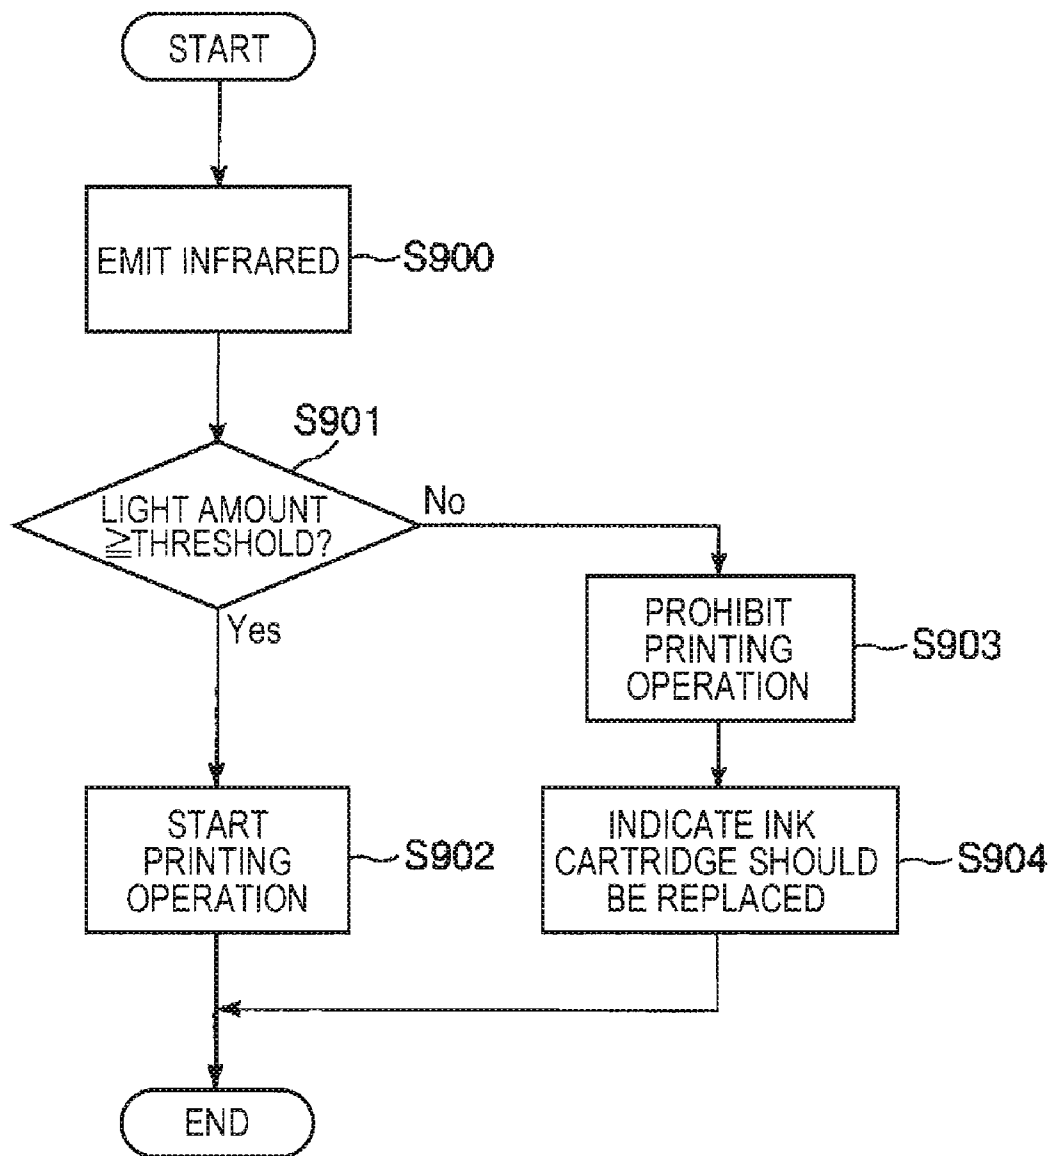 START
EMIT INFRARED
S900
S901
LIGHT AMOUNT
≧THRESHOLD?
No
Yes
PROHIBIT
PRINTING
OPERATION
S903
START
PRINTING
OPERATION
S902
INDICATE INK
CARTRIDGE SHOULD
BE REPLACED
S904
END